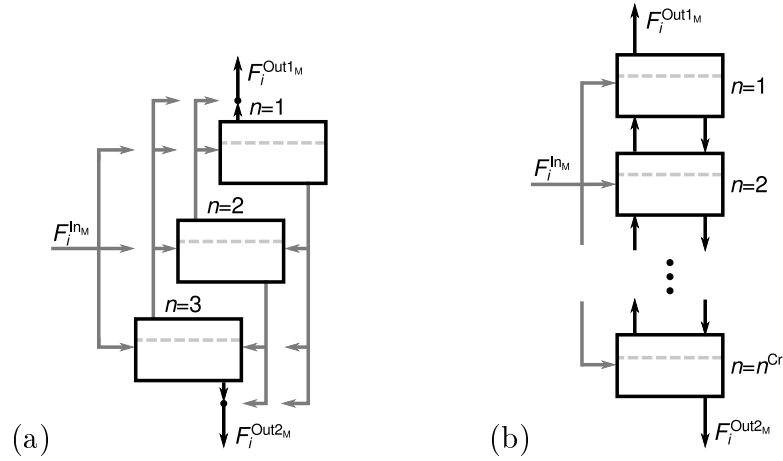 F_i^{Out1_M}
n=1
n=2
F_i^{In_M}
n=3
F_i^{Out2_M}
(a)
F_i^{Out1_M}
n=1
F_i^{In_M}
n=2
n=n^{Cr}
F_i^{Out2_M}
(b)